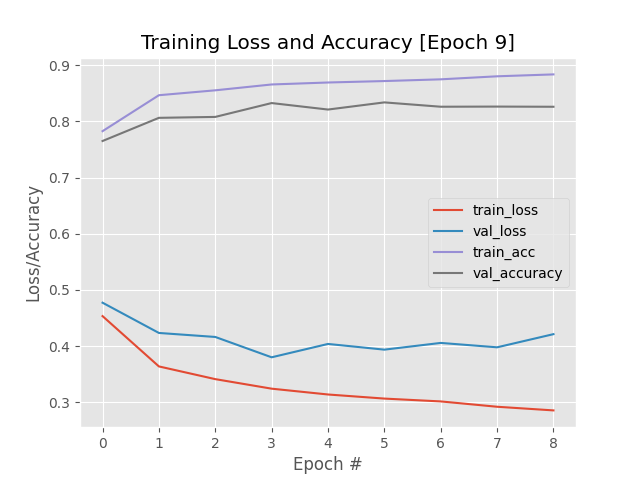 Training Loss and Accuracy [Epoch 9]
0.9
0.8
0.7
0.6
0.5
0.4
0.3
Loss/Accuracy
train_loss
val_loss
train_acc
val_accuracy
0 1 2 3 4 5 6 7 8
Epoch #